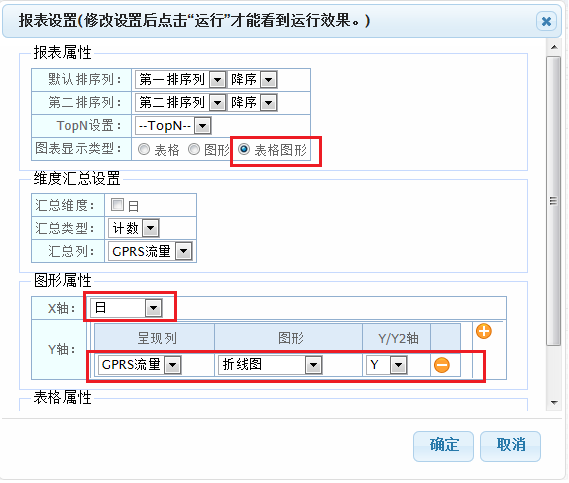 报表设置(修改设置后点击“运行”才能看到运行效果。)
报表属性
默认排序列： 第一排序列 降序
第二排序列： 第二排序列 降序
TopN设置： --TopN--
图表显示类型： 表格 图形 表格图形
维度汇总设置
汇总维度： 日
汇总类型： 计数
汇总列： GPRS流量
图形属性
X轴： 日
Y轴： 呈现列 图形 Y/Y2轴
GPRS流量 折线图 Y
表格属性
确定 取消